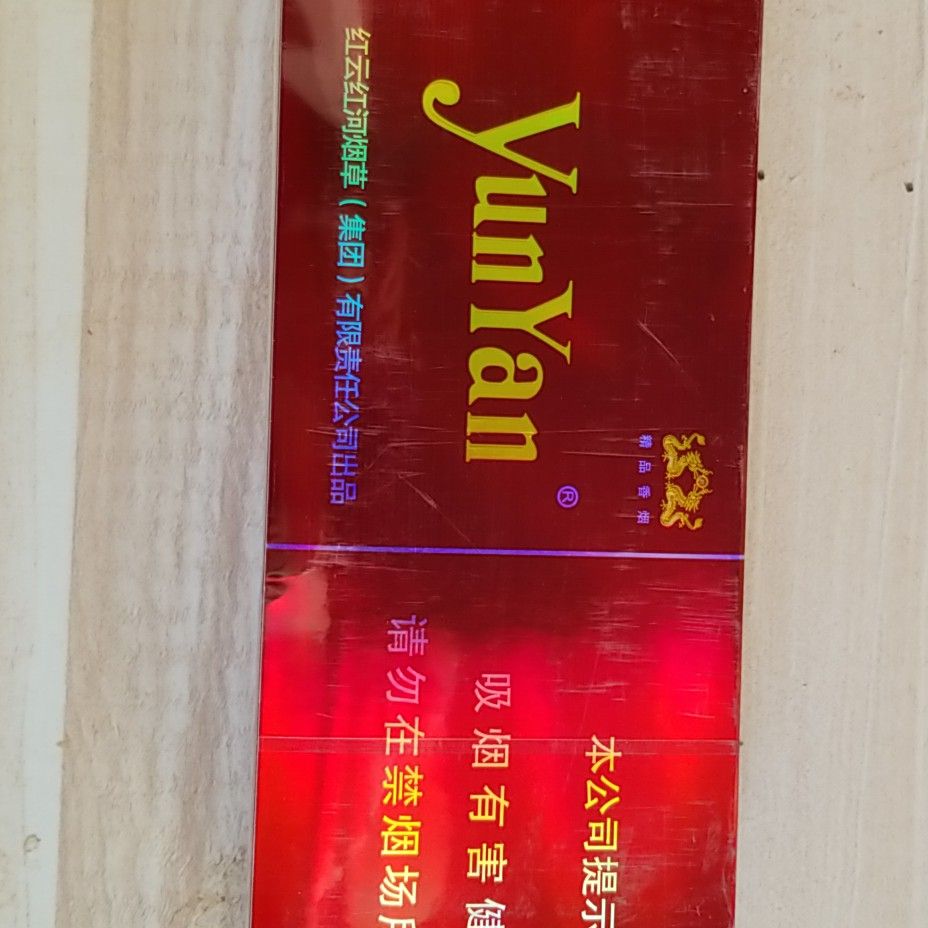 精品香烟
YunYan
®
红云红河烟草（集团）有限责任公司出品
本公司提示
吸烟有害健
请勿在禁烟场